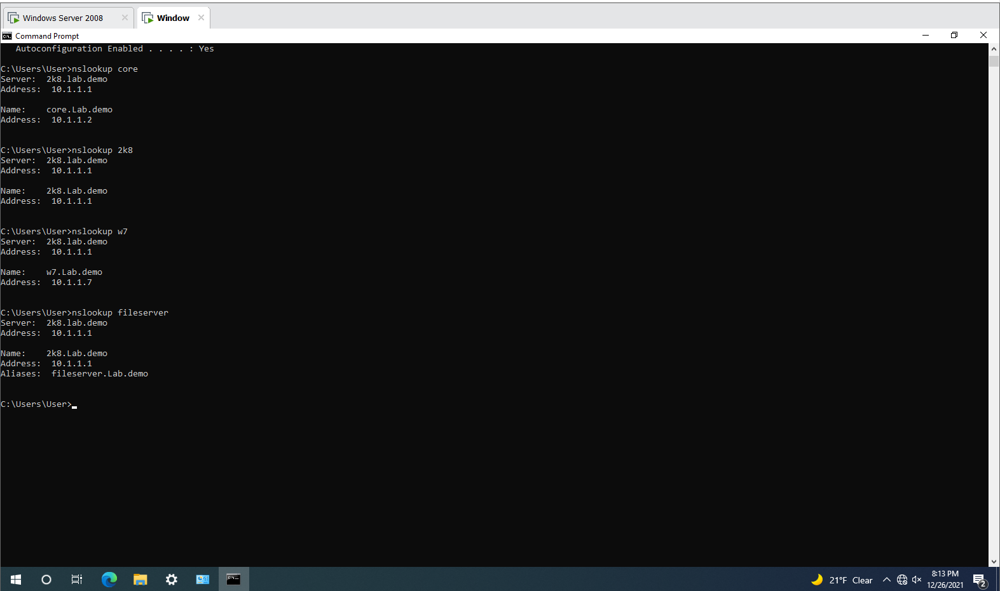 Windows Server 2008
Window
Command Prompt
Autoconfiguration Enabled . . . . : Yes
C:\Users\User>nslookup core
Server:  2k8.lab.demo
Address:  10.1.1.1
Name:    core.Lab.demo
Address:  10.1.1.2
C:\Users\User>nslookup 2k8
Server:  2k8.lab.demo
Address:  10.1.1.1
Name:    2k8.Lab.demo
Address:  10.1.1.1
C:\Users\User>nslookup w7
Server:  2k8.lab.demo
Address:  10.1.1.1
Name:    w7.Lab.demo
Address:  10.1.1.7
C:\Users\User>nslookup fileserver
Server:  2k8.lab.demo
Address:  10.1.1.1
Name:    2k8.Lab.demo
Address:  10.1.1.1
Aliases:  fileserver.Lab.demo
C:\Users\User>
21°F Clear
8:13 PM
12/26/2021
2